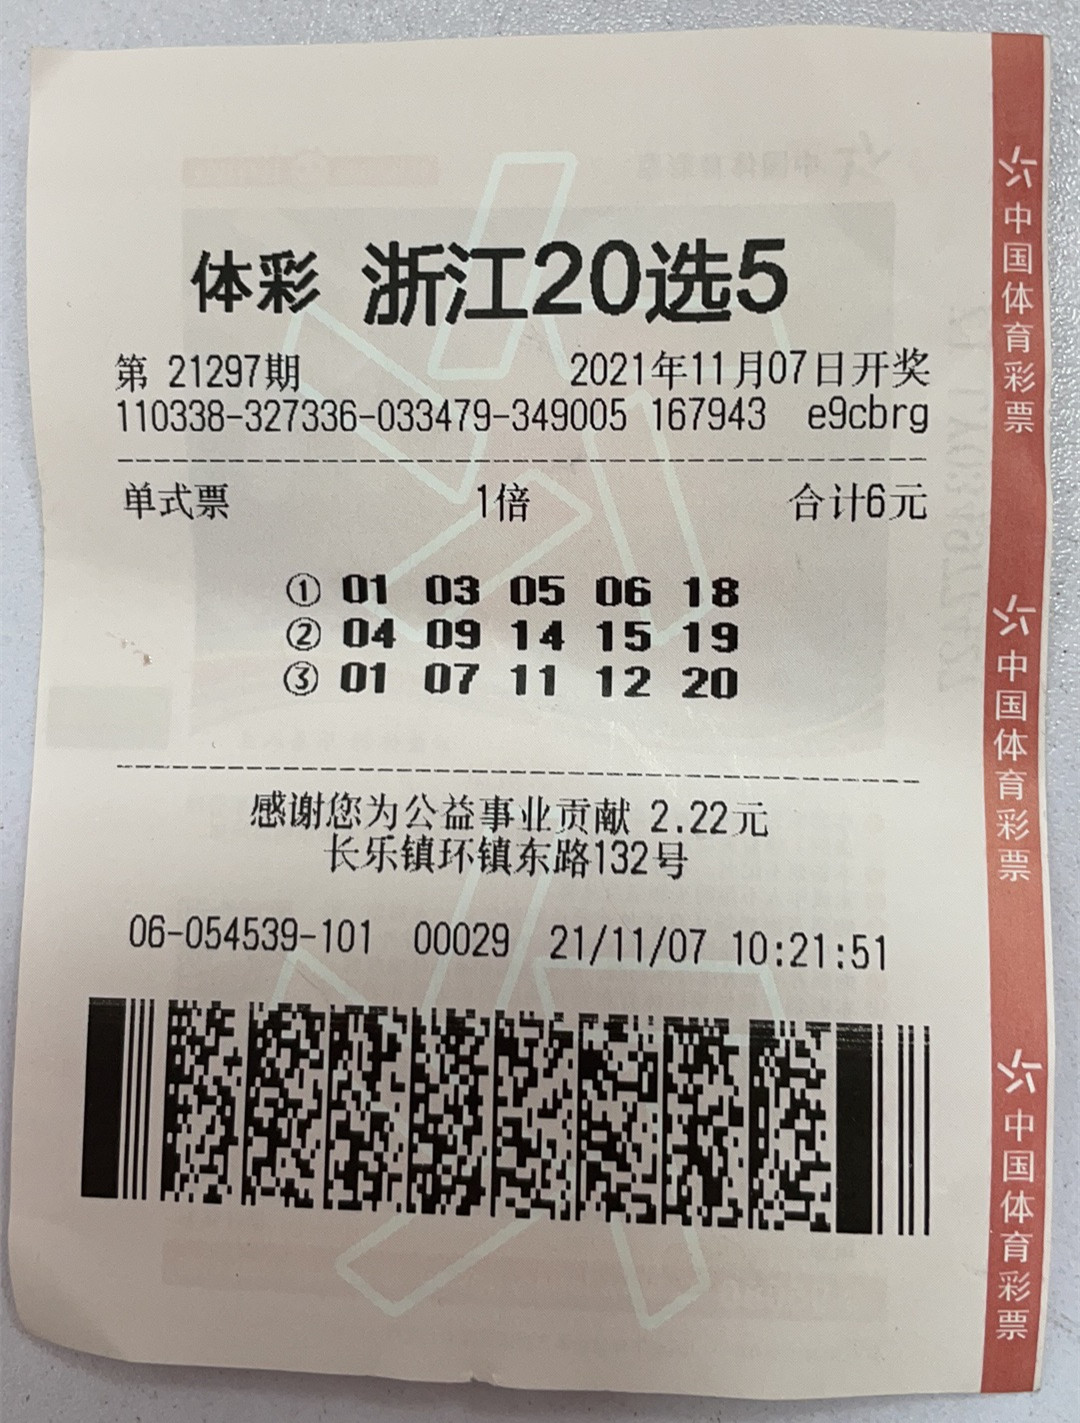 体彩 浙江20选5
第 21297期 2021年11月07日开奖
110338-327336-033479-349005 167943 e9cbrg
单式票 1倍 合计6元
① 01 03 05 06 18
② 04 09 14 15 19
③ 01 07 11 12 20
感谢您为公益事业贡献 2.22元
长乐镇环镇东路132号
06-054539-101 00029 21/11/07 10:21:51
中国体育彩票
中国体育彩票
中国体育彩票